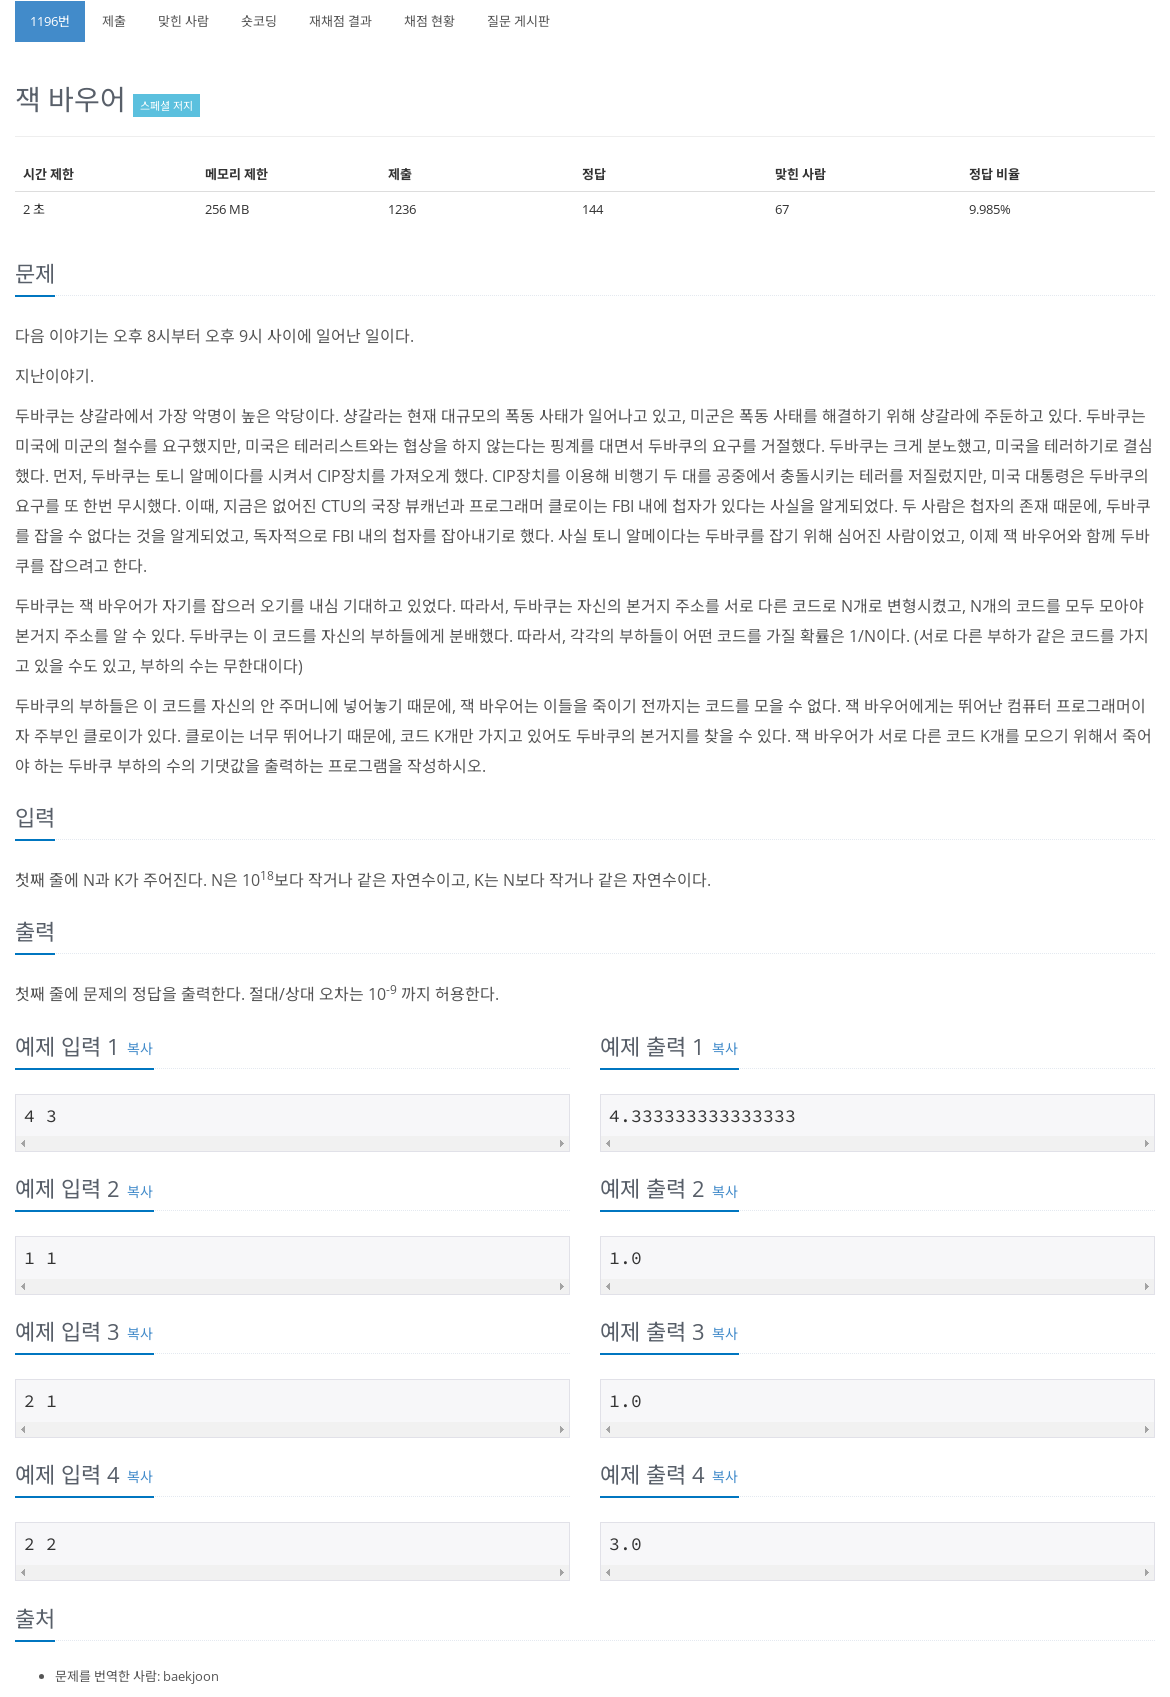 1196번 제출 맞힌 사람 숏코딩 재채점 결과 채점 현황 질문 게시판
잭 바우어 스페셜 저지
시간 제한 메모리 제한 제출 정답 맞힌 사람 정답 비율
2 초 256 MB 1236 144 67 9.985%
문제
다음 이야기는 오후 8시부터 오후 9시 사이에 일어난 일이다.
지난이야기.
두바쿠는 샹갈라에서 가장 악명이 높은 악당이다. 샹갈라는 현재 대규모의 폭동 사태가 일어나고 있고, 미군은 폭동 사태를 해결하기 위해 샹갈라에 주둔하고 있다. 두바쿠는
미국에 미군의 철수를 요구했지만, 미국은 테러리스트와는 협상을 하지 않는다는 핑계를 대면서 두바쿠의 요구를 거절했다. 두바쿠는 크게 분노했고, 미국을 테러하기로 결심
했다. 먼저, 두바쿠는 토니 알메이다를 시켜서 CIP장치를 가져오게 했다. CIP장치를 이용해 비행기 두 대를 공중에서 충돌시키는 테러를 저질렀지만, 미국 대통령은 두바쿠의
요구를 또 한번 무시했다. 이때, 지금은 없어진 CTU의 국장 뷰캐넌과 프로그래머 클로이는 FBI 내에 첩자가 있다는 사실을 알게되었다. 두 사람은 첩자의 존재 때문에, 두바쿠
를 잡을 수 없다는 것을 알게되었고, 독자적으로 FBI 내의 첩자를 잡아내기로 했다. 사실 토니 알메이다는 두바쿠를 잡기 위해 심어진 사람이었고, 이제 잭 바우어와 함께 두바
쿠를 잡으려고 한다.
두바쿠는 잭 바우어가 자기를 잡으러 오기를 내심 기대하고 있었다. 따라서, 두바쿠는 자신의 본거지 주소를 서로 다른 코드로 N개로 변형시켰고, N개의 코드를 모두 모아야
본거지 주소를 알 수 있다. 두바쿠는 이 코드를 자신의 부하들에게 분배했다. 따라서, 각각의 부하들이 어떤 코드를 가질 확률은 1/N이다. (서로 다른 부하가 같은 코드를 가지
고 있을 수도 있고, 부하의 수는 무한대이다)
두바쿠의 부하들은 이 코드를 자신의 안 주머니에 넣어놓기 때문에, 잭 바우어는 이들을 죽이기 전까지는 코드를 모을 수 없다. 잭 바우어에게는 뛰어난 컴퓨터 프로그래머이
자 주부인 클로이가 있다. 클로이는 너무 뛰어나기 때문에, 코드 K개만 가지고 있어도 두바쿠의 본거지를 찾을 수 있다. 잭 바우어가 서로 다른 코드 K개를 모으기 위해서 죽어
야 하는 두바쿠 부하의 수의 기댓값을 출력하는 프로그램을 작성하시오.
입력
첫째 줄에 N과 K가 주어진다. N은 10^18보다 작거나 같은 자연수이고, K는 N보다 작거나 같은 자연수이다.
출력
첫째 줄에 문제의 정답을 출력한다. 절대/상대 오차는 10^-9 까지 허용한다.
예제 입력 1 복사
4 3
예제 출력 1 복사
4.333333333333333
예제 입력 2 복사
1 1
예제 출력 2 복사
1.0
예제 입력 3 복사
2 1
예제 출력 3 복사
1.0
예제 입력 4 복사
2 2
예제 출력 4 복사
3.0
출처
문제를 번역한 사람: baekjoon